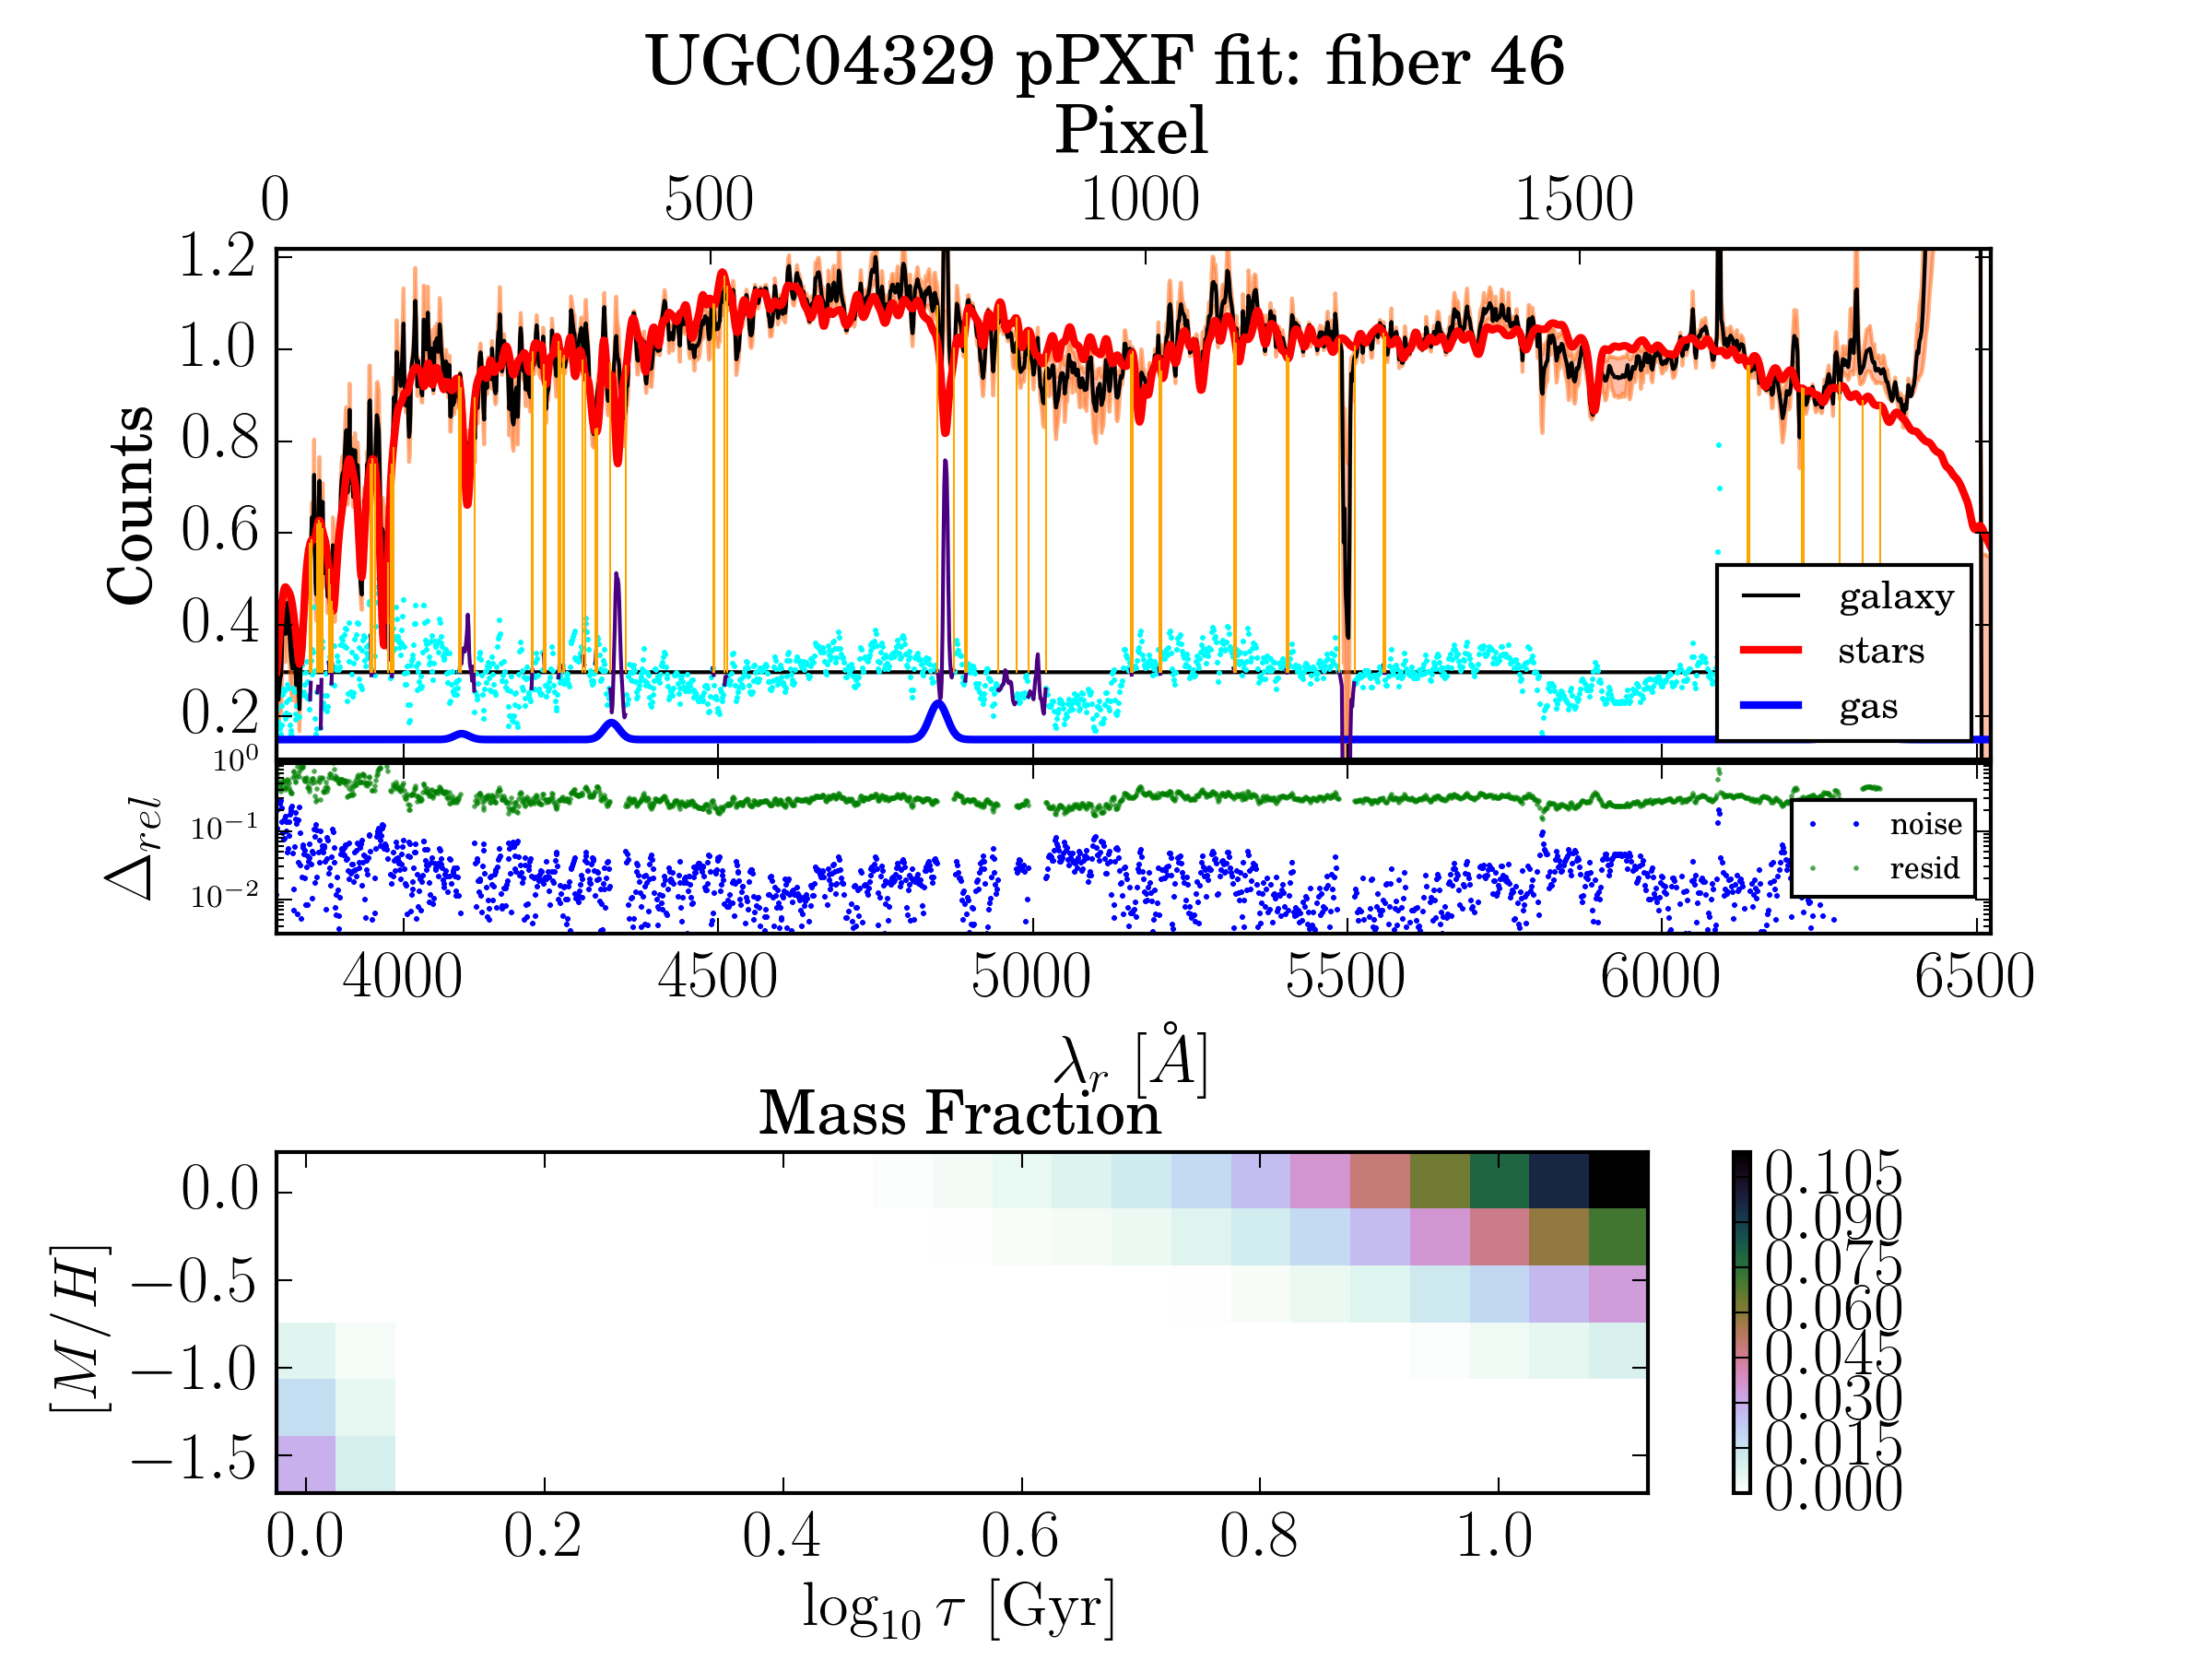 UGC04329 pPXF fit: fiber 46
Pixel
0 500 1000 1500
1.2
1.0
0.8
0.6
0.4
0.2
Counts
galaxy
stars
gas
10^0
10^{-1}
10^{-2}
Δ_{rel}
noise
resid
4000 4500 5000 5500 6000 6500
λ_r [Å]
Mass Fraction
0.0
−0.5
−1.0
−1.5
[M/H]
0.105
0.090
0.075
0.060
0.045
0.030
0.015
0.000
0.0 0.2 0.4 0.6 0.8 1.0
log_{10} τ [Gyr]